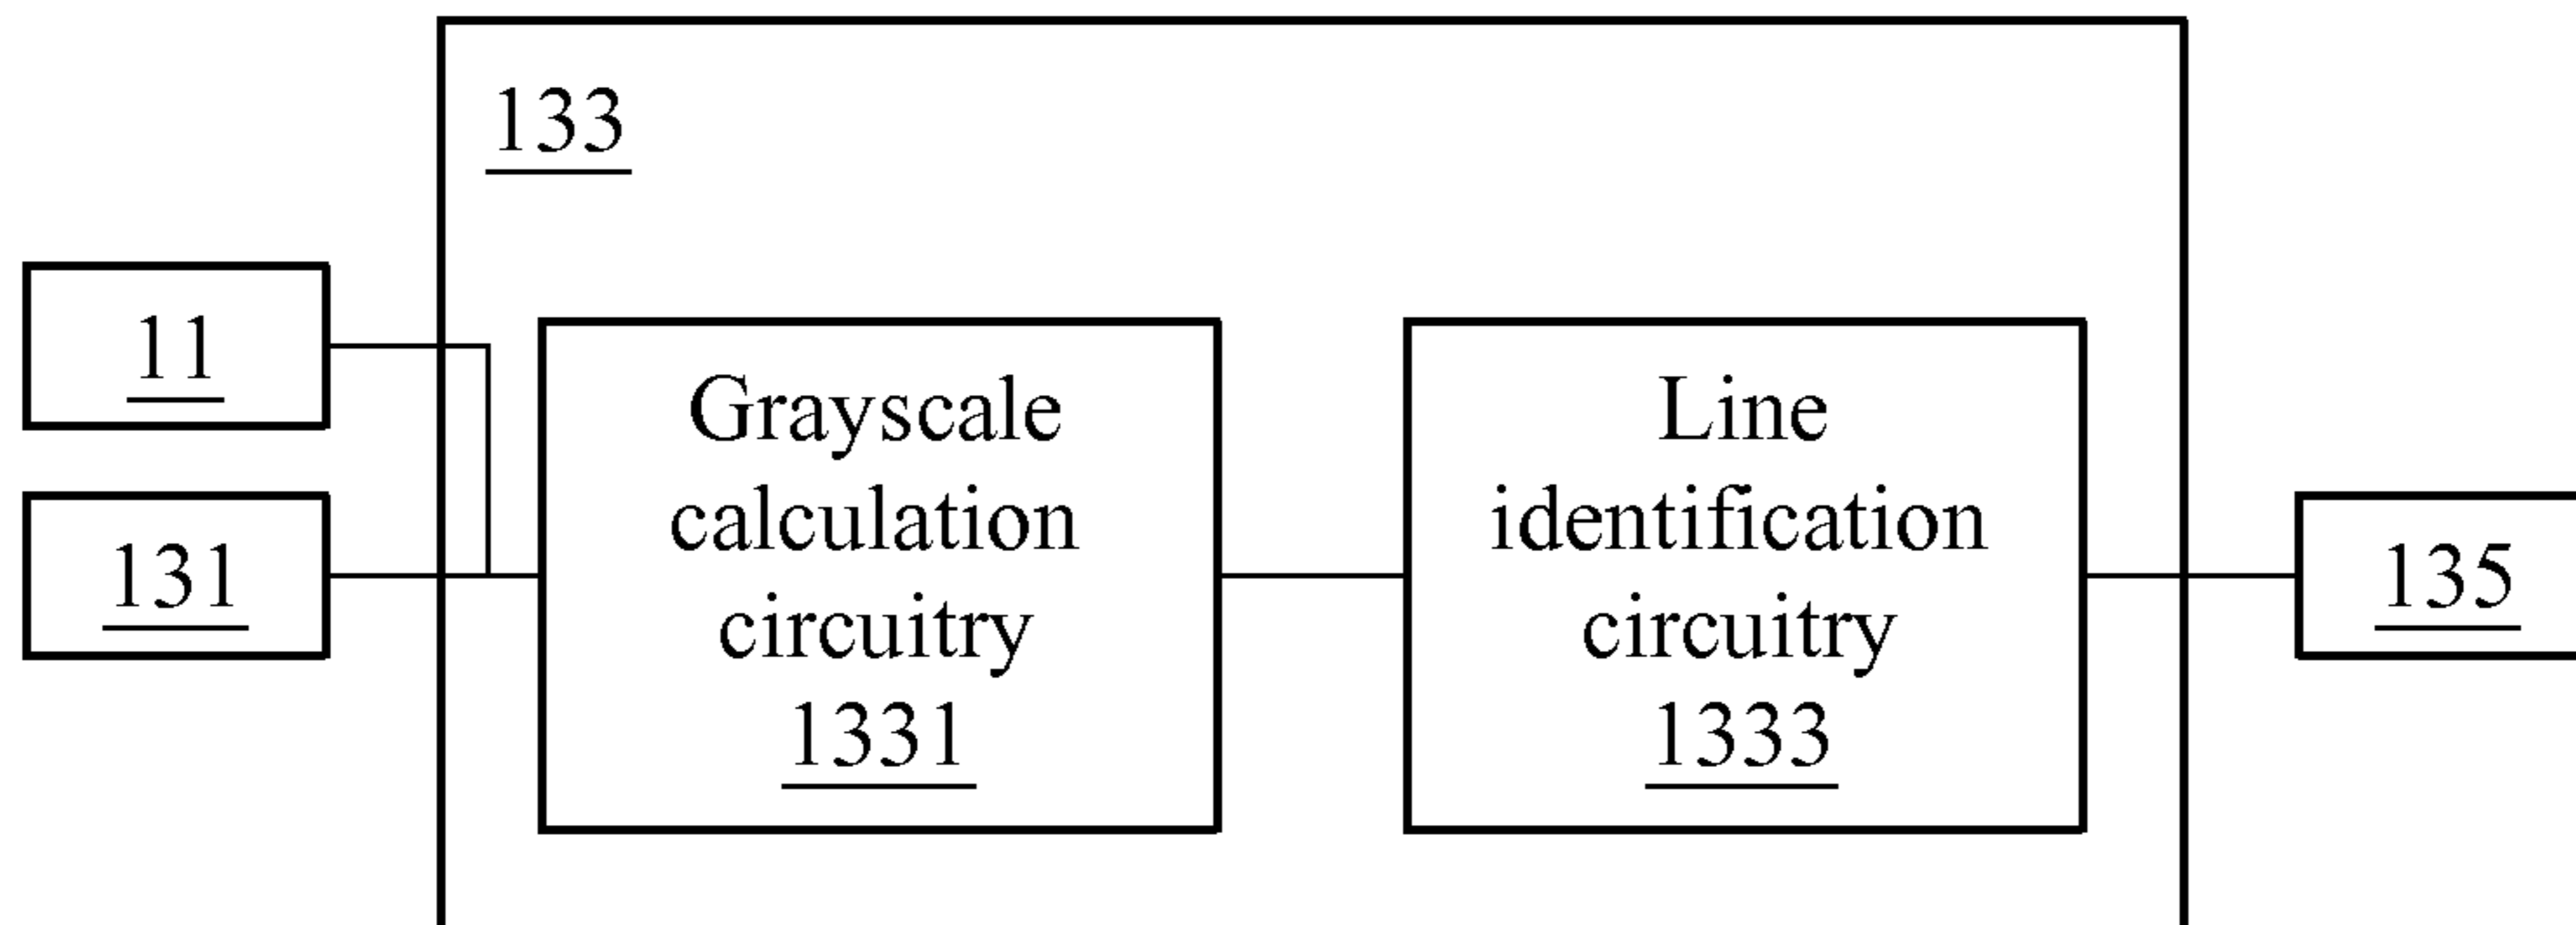 133
11
131
Grayscale
calculation
circuitry
1331
Line
identification
circuitry
1333
135